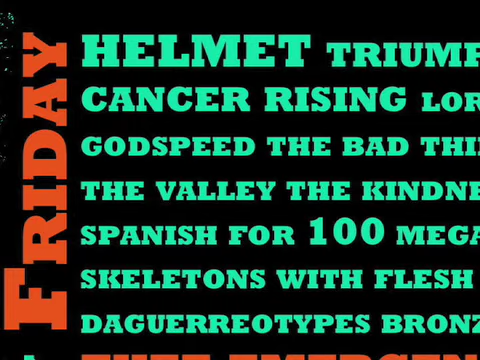 FRIDAY
HELMET TRIUMP
CANCER RISING LOR
GODSPEED THE BAD THI
THE VALLEY THE KINDNE
SPANISH FOR 100 MEGA
SKELETONS WITH FLESH
DAGUERREOTYPES BRONZ